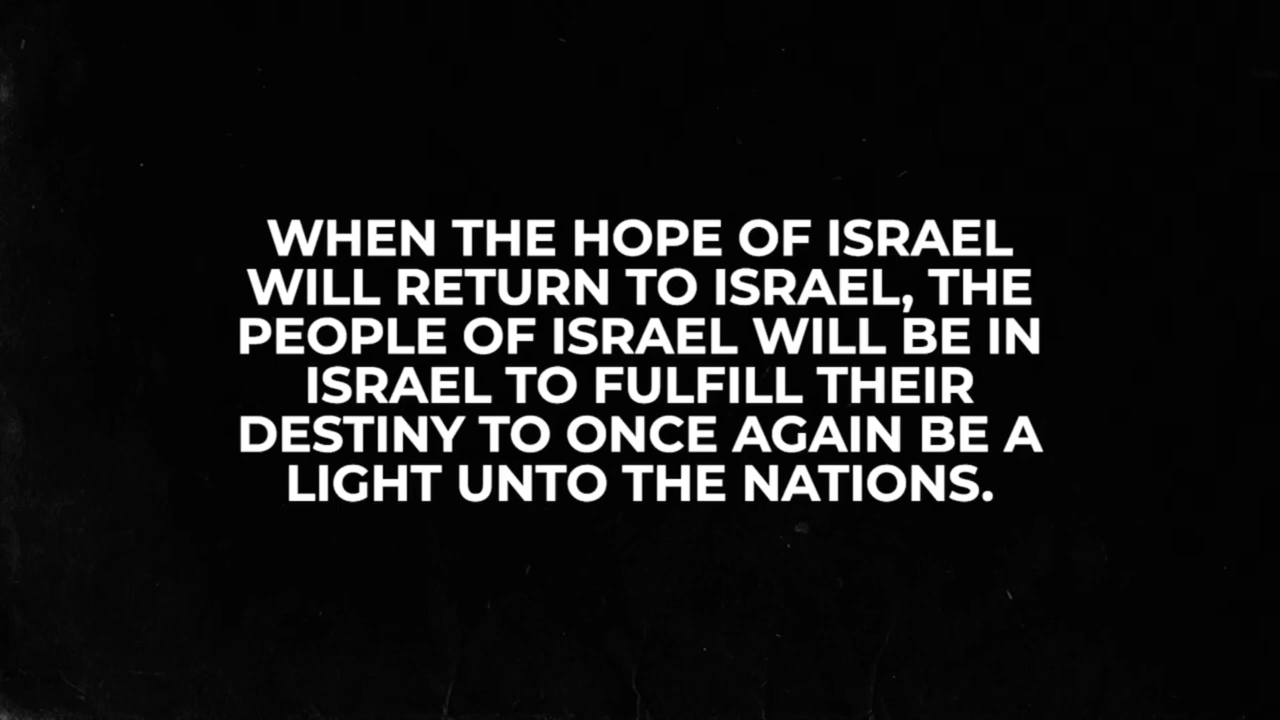 WHEN THE HOPE OF ISRAEL
WILL RETURN TO ISRAEL, THE
PEOPLE OF ISRAEL WILL BE IN
ISRAEL TO FULFILL THEIR
DESTINY TO ONCE AGAIN BE A
LIGHT UNTO THE NATIONS.